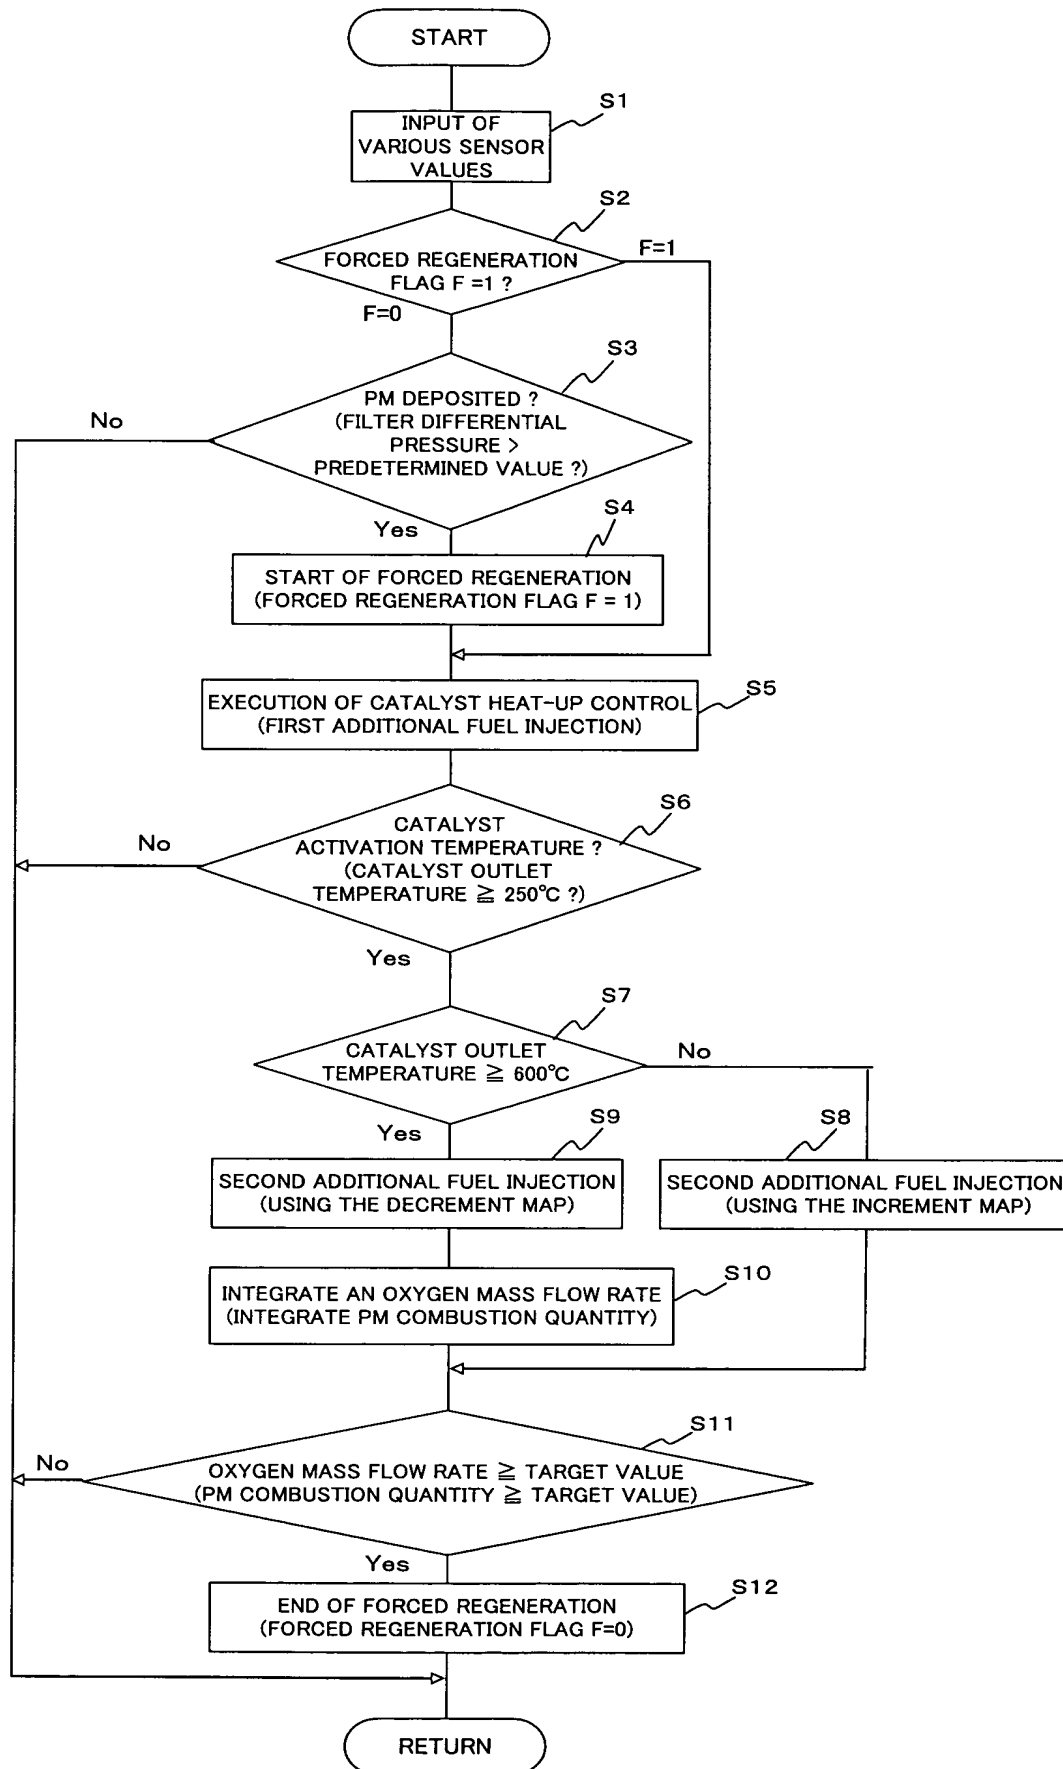 START
S1
INPUT OF
VARIOUS SENSOR
VALUES
S2
F=1
FORCED REGENERATION
FLAG F =1 ?
F=0
S3
PM DEPOSITED ?
(FILTER DIFFERENTIAL
PRESSURE >
PREDETERMINED VALUE ?)
No
Yes
S4
START OF FORCED REGENERATION
(FORCED REGENERATION FLAG F = 1)
S5
EXECUTION OF CATALYST HEAT-UP CONTROL
(FIRST ADDITIONAL FUEL INJECTION)
S6
CATALYST
ACTIVATION TEMPERATURE ?
(CATALYST OUTLET
TEMPERATURE ≧ 250℃ ?)
No
Yes
S7
CATALYST OUTLET
TEMPERATURE ≧ 600℃
No
Yes
S9
SECOND ADDITIONAL FUEL INJECTION
(USING THE DECREMENT MAP)
S8
SECOND ADDITIONAL FUEL INJECTION
(USING THE INCREMENT MAP)
S10
INTEGRATE AN OXYGEN MASS FLOW RATE
(INTEGRATE PM COMBUSTION QUANTITY)
S11
No
OXYGEN MASS FLOW RATE ≧ TARGET VALUE
(PM COMBUSTION QUANTITY ≧ TARGET VALUE)
Yes
S12
END OF FORCED REGENERATION
(FORCED REGENERATION FLAG F=0)
RETURN